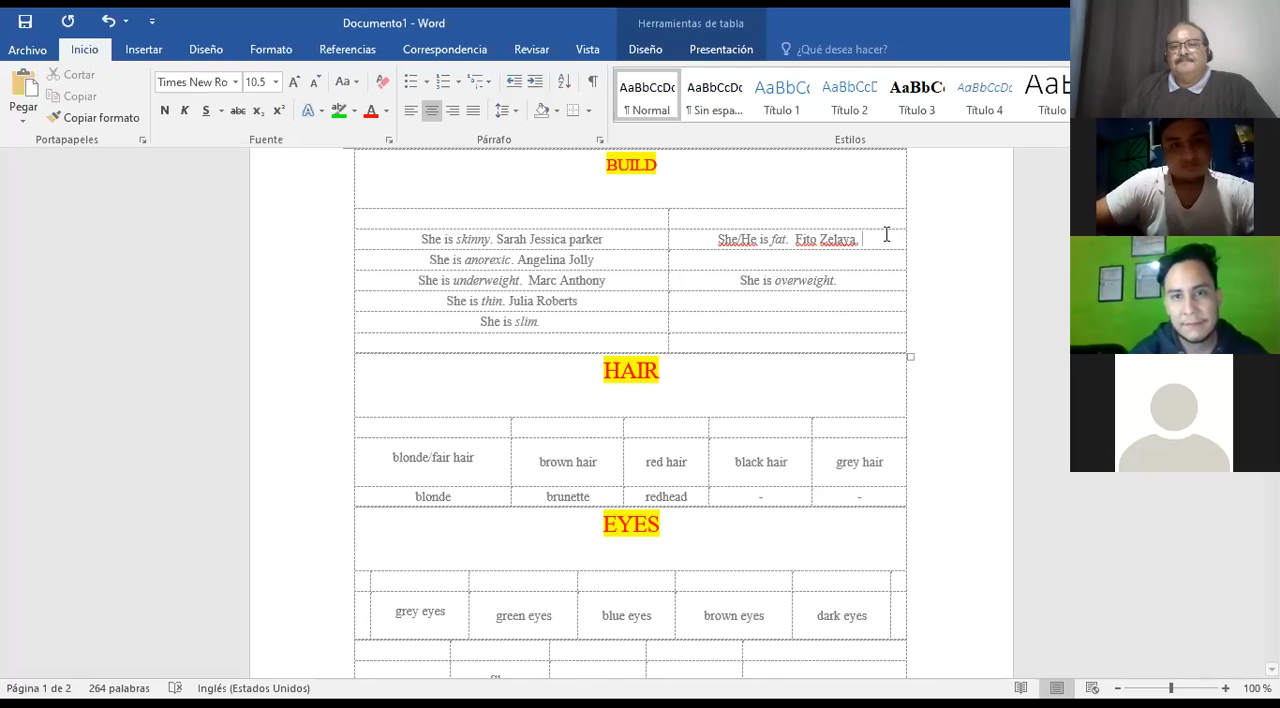 Documento1 - Word
Herramientas de tabla
Archivo Inicio Insertar Diseño Formato Referencias Correspondencia Revisar Vista Diseño Presentación ¿Qué desea hacer?
Pegar
Cortar
Copiar
Copiar formato
Portapapeles
Times New Ro 10.5
Aa
N K S abc x₂ x²
Fuente
Párrafo
AaBbCcDc
¶ Normal
AaBbCcDc
¶ Sin espa...
AaBbCc
Título 1
AaBbCcD
Título 2
AaBbC
Título 3
AaBbCcD
Título 4
Título
Estilos
BUILD
She is skinny. Sarah Jessica parker
She/He is fat. Fito Zelaya,
She is anorexic. Angelina Jolly
She is underweight. Marc Anthony
She is overweight.
She is thin. Julia Roberts
She is slim.
HAIR
blonde/fair hair
brown hair
red hair
black hair
grey hair
blonde
brunette
redhead
-
-
EYES
grey eyes
green eyes
blue eyes
brown eyes
dark eyes
Página 1 de 2 264 palabras Inglés (Estados Unidos) 100 %